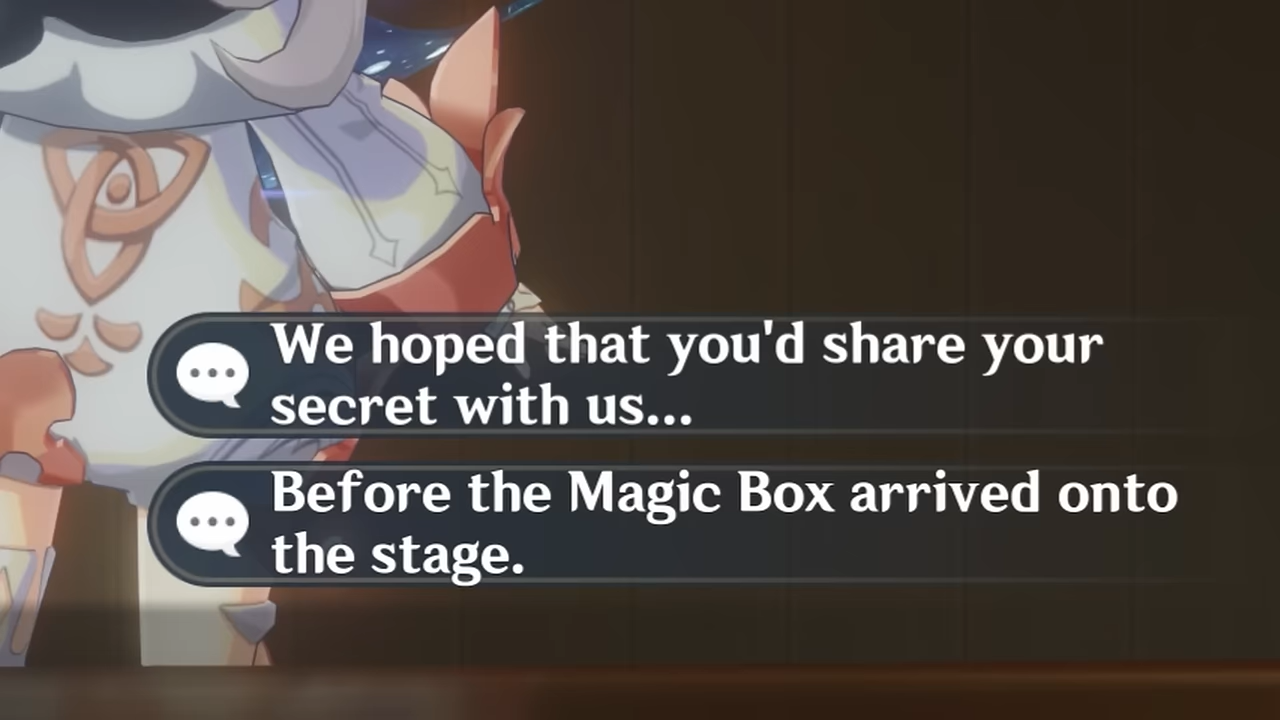 We hoped that you'd share your
secret with us...
Before the Magic Box arrived onto
the stage.